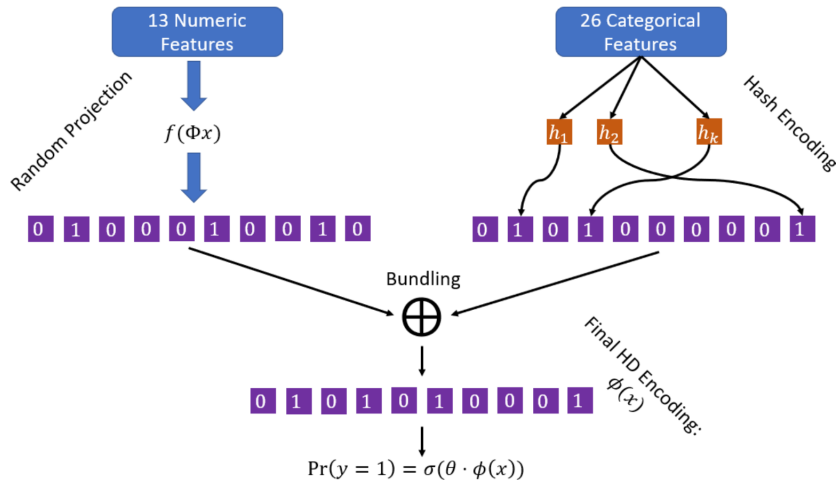 13 Numeric
Features
26 Categorical
Features
Random Projection
f(Φx)
h₁ h₂ hₖ
Hash Encoding
0 1 0 0 0 1 0 0 1 0
0 1 0 1 0 0 0 0 0 1
Bundling
Final HD Encoding:
ϕ(x)
0 1 0 1 0 1 0 0 0 1
Pr(y = 1) = σ(θ · ϕ(x))